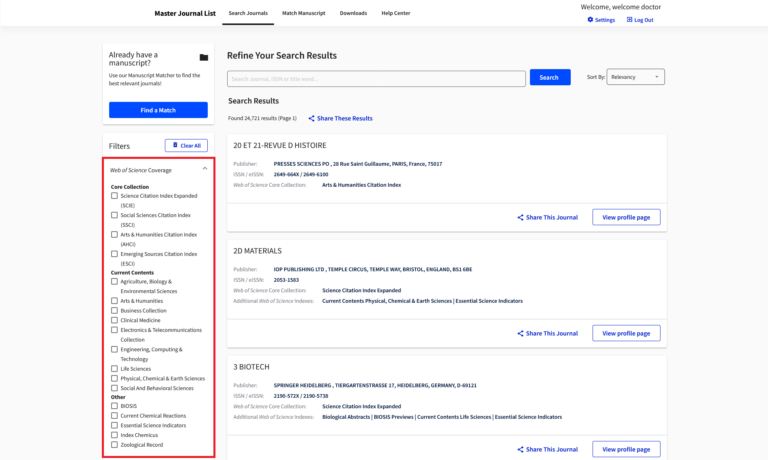 Welcome, welcome doctor
Master Journal List
Search Journals
Match Manuscript
Downloads
Help Center
Settings
Log Out
Already have a
manuscript?
Use our Manuscript Matcher to find the
best relevant journals!
Find a Match
Filters
Clear All
Web of Science Coverage
Core Collection
Science Citation Index Expanded
(SCIE)
Social Sciences Citation Index
(SSCI)
Arts & Humanities Citation Index
(AHCI)
Emerging Sources Citation Index
(ESCI)
Current Contents
Agriculture, Biology &
Environmental Sciences
Arts & Humanities
Business Collection
Clinical Medicine
Electronics & Telecommunications
Collection
Engineering, Computing &
Technology
Life Sciences
Physical, Chemical & Earth Sciences
Social And Behavioral Sciences
Other
BIOSIS
Current Chemical Reactions
Essential Science Indicators
Index Chemicus
Zoological Record
Refine Your Search Results
Search Journal, ISSN or title word...
Search
Sort By:
Relevancy
Search Results
Found 24,721 results (Page 1)
Share These Results
20 ET 21-REVUE D HISTOIRE
Publisher: PRESSES SCIENCES PO , 28 Rue Saint Guillaume, PARIS, France, 75017
ISSN / eISSN: 2649-664X / 2649-6100
Web of Science Core Collection: Arts & Humanities Citation Index
Share This Journal
View profile page
2D MATERIALS
Publisher: IOP PUBLISHING LTD , TEMPLE CIRCUS, TEMPLE WAY, BRISTOL, ENGLAND, BS1 6BE
ISSN / eISSN: 2053-1583
Web of Science Core Collection: Science Citation Index Expanded
Additional Web of Science Indexes: Current Contents Physical, Chemical & Earth Sciences | Essential Science Indicators
Share This Journal
View profile page
3 BIOTECH
Publisher: SPRINGER HEIDELBERG , TIERGARTENSTRASSE 17, HEIDELBERG, GERMANY, D-69121
ISSN / eISSN: 2190-572X / 2190-5738
Web of Science Core Collection: Science Citation Index Expanded
Additional Web of Science Indexes: Biological Abstracts | BIOSIS Previews | Current Contents Life Sciences | Essential Science Indicators
Share This Journal
View profile page